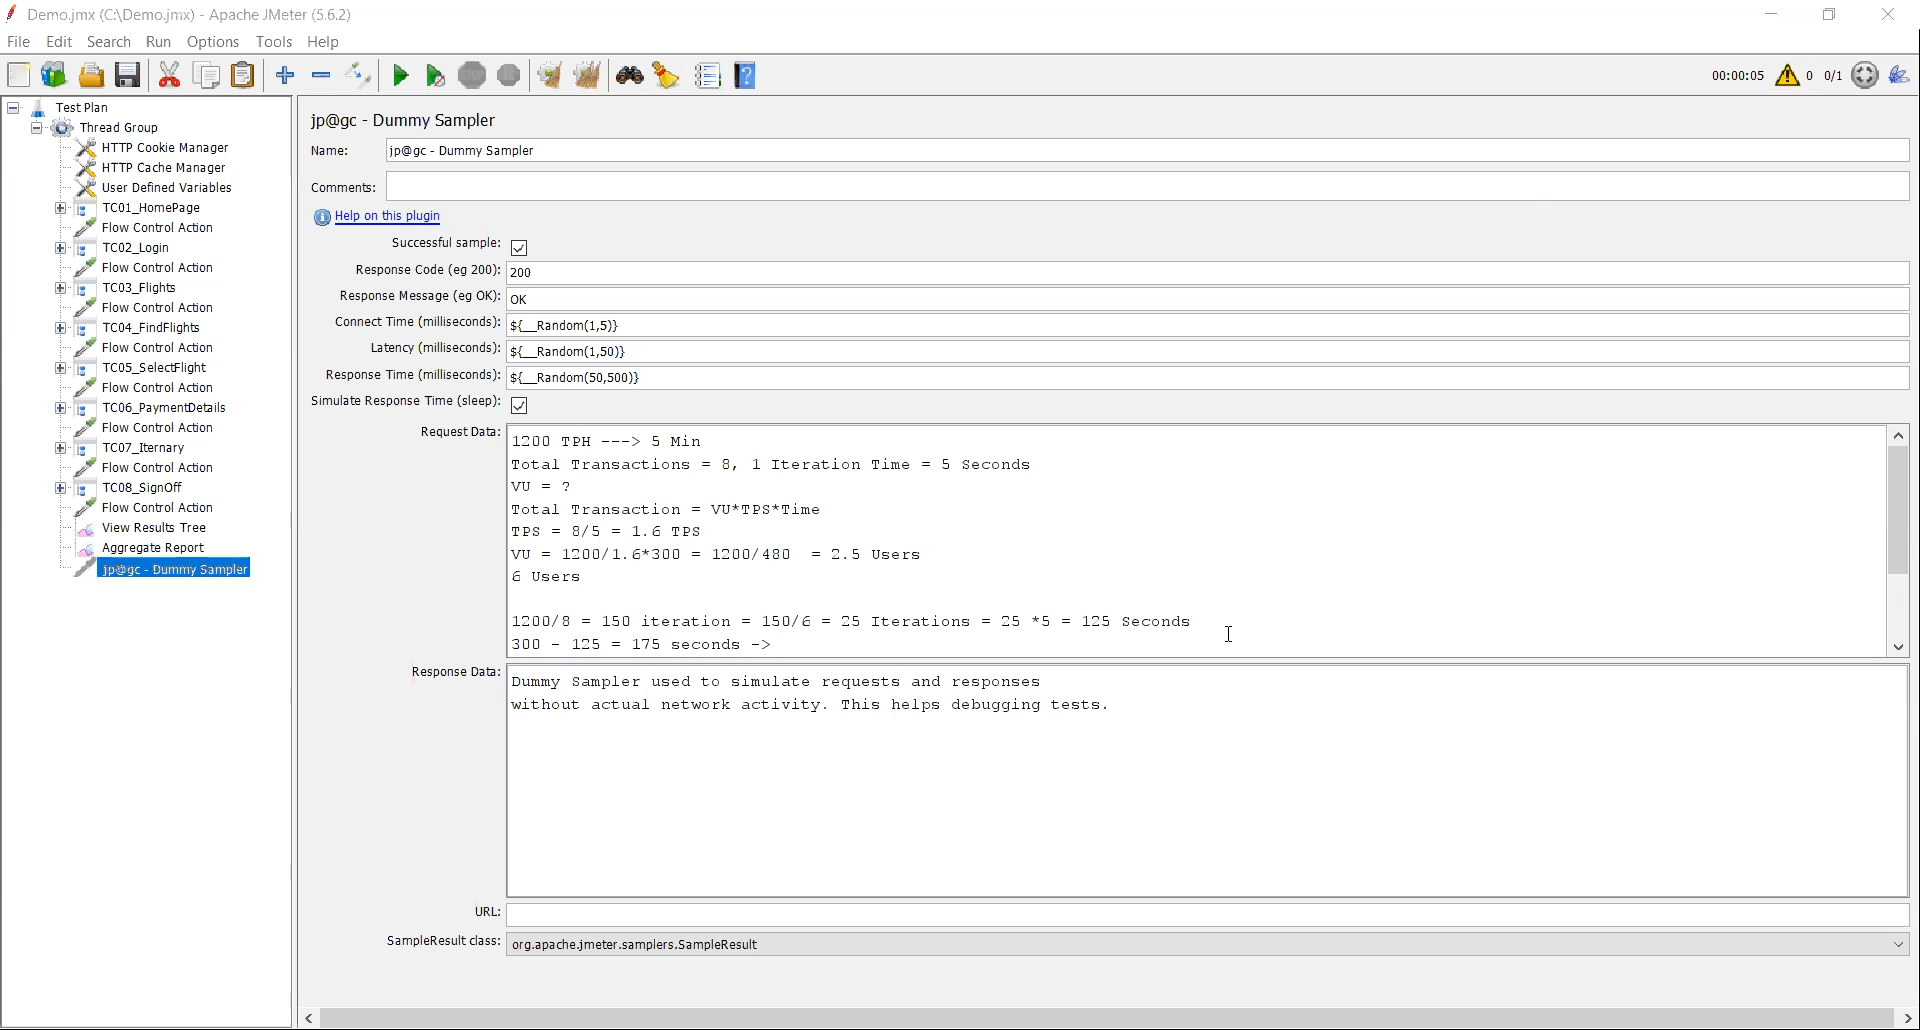 Demo.jmx (C:\Demo.jmx) - Apache JMeter (5.6.2)
File Edit Search Run Options Tools Help
00:00:05 0 0/1
Test Plan
Thread Group
HTTP Cookie Manager
HTTP Cache Manager
User Defined Variables
TC01_HomePage
Flow Control Action
TC02_Login
Flow Control Action
TC03_Flights
Flow Control Action
TC04_FindFlights
Flow Control Action
TC05_SelectFlight
Flow Control Action
TC06_PaymentDetails
Flow Control Action
TC07_Iternary
Flow Control Action
TC08_SignOff
Flow Control Action
View Results Tree
Aggregate Report
jp@gc - Dummy Sampler
jp@gc - Dummy Sampler
Name: jp@gc - Dummy Sampler
Comments:
Help on this plugin
Successful sample:
Response Code (eg 200): 200
Response Message (eg OK): OK
Connect Time (milliseconds): ${__Random(1,5)}
Latency (milliseconds): ${__Random(1,50)}
Response Time (milliseconds): ${__Random(50,500)}
Simulate Response Time (sleep):
Request Data: 1200 TPH ---> 5 Min
Total Transactions = 8, 1 Iteration Time = 5 Seconds
VU = ?
Total Transaction = VU*TPS*Time
TPS = 8/5 = 1.6 TPS
VU = 1200/1.6*300 = 1200/480  = 2.5 Users
6 Users
1200/8 = 150 iteration = 150/6 = 25 Iterations = 25 *5 = 125 Seconds
300 - 125 = 175 seconds ->
Response Data: Dummy Sampler used to simulate requests and responses
without actual network activity. This helps debugging tests.
URL:
SampleResult class: org.apache.jmeter.samplers.SampleResult